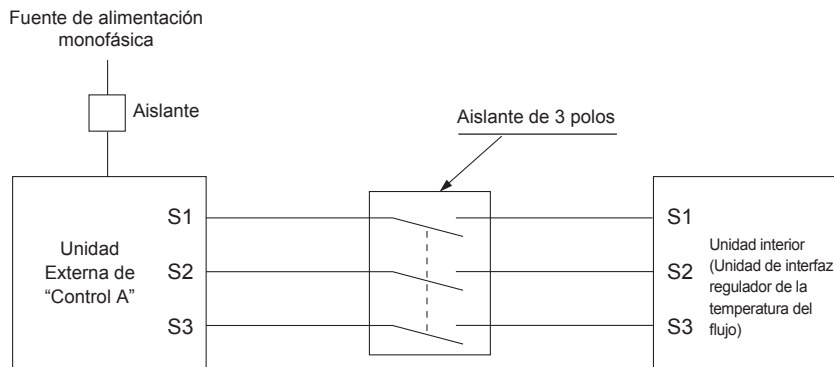 Fuente de alimentación
monofásica
Aislante
Aislante de 3 polos
S1
S2
S3
Unidad
Externa de
“Control A”
S1
S2
S3
Unidad interior
(Unidad de interfaz
regulador de la
temperatura del
flujo)